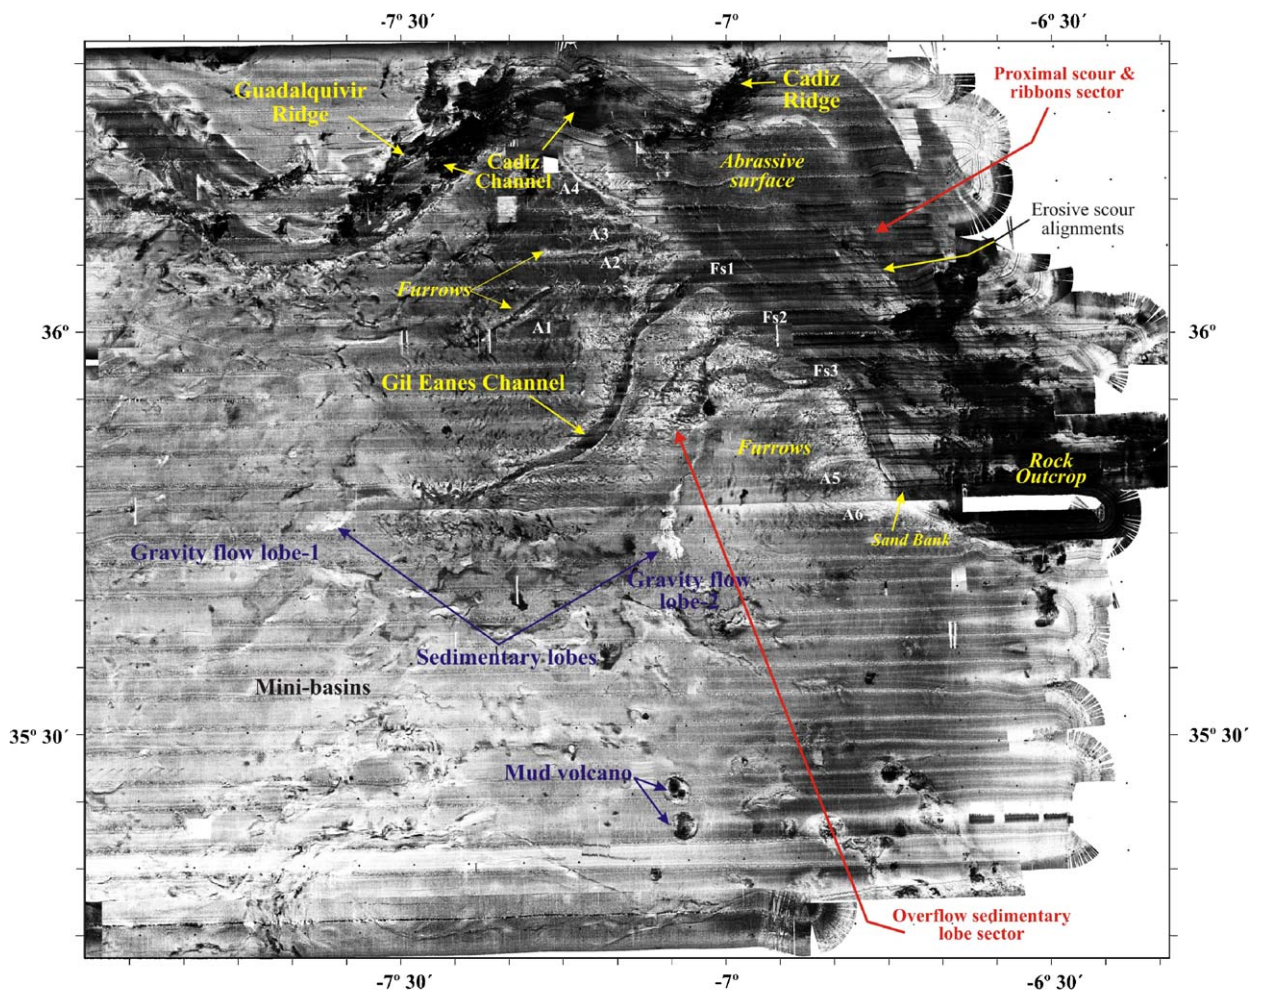 -7º 30´
-7º
-6º 30´
Guadalquivir
Ridge
Cadiz
Ridge
Proximal scour &
ribbons sector
Cadiz
Channel
Abrassive
surface
A4
Erosive scour
alignments
A3
A2
Fs1
Furrows
A1
Fs2
36º
36º
Fs3
Gil Eanes Channel
Furrows
A5
Rock
Outcrop
A6
Sand Bank
Gravity flow lobe-1
Gravity flow
lobe-2
Sedimentary lobes
Mini-basins
35º 30´
35º 30´
Mud volcano
Overflow sedimentary
lobe sector
-7º 30´
-7º
-6º 30´